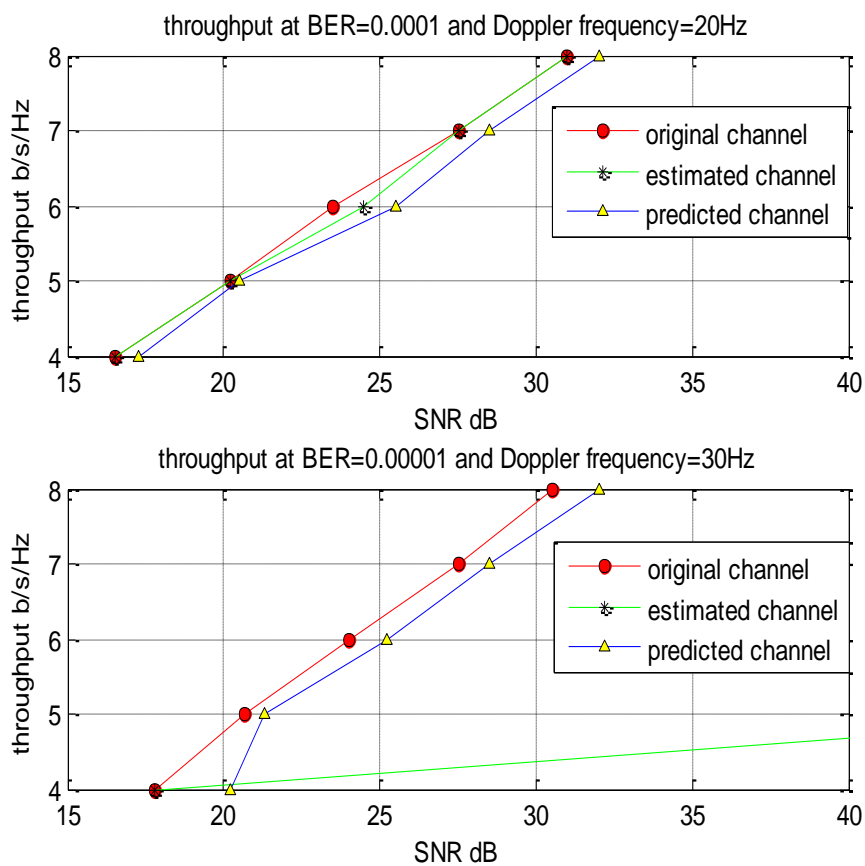 throughput at BER=0.0001 and Doppler frequency=20Hz
8
7
6
5
4
throughput b/s/Hz
original channel
estimated channel
predicted channel
15 20 25 30 35 40
SNR dB
throughput at BER=0.00001 and Doppler frequency=30Hz
8
7
6
5
4
throughput b/s/Hz
original channel
estimated channel
predicted channel
15 20 25 30 35 40
SNR dB